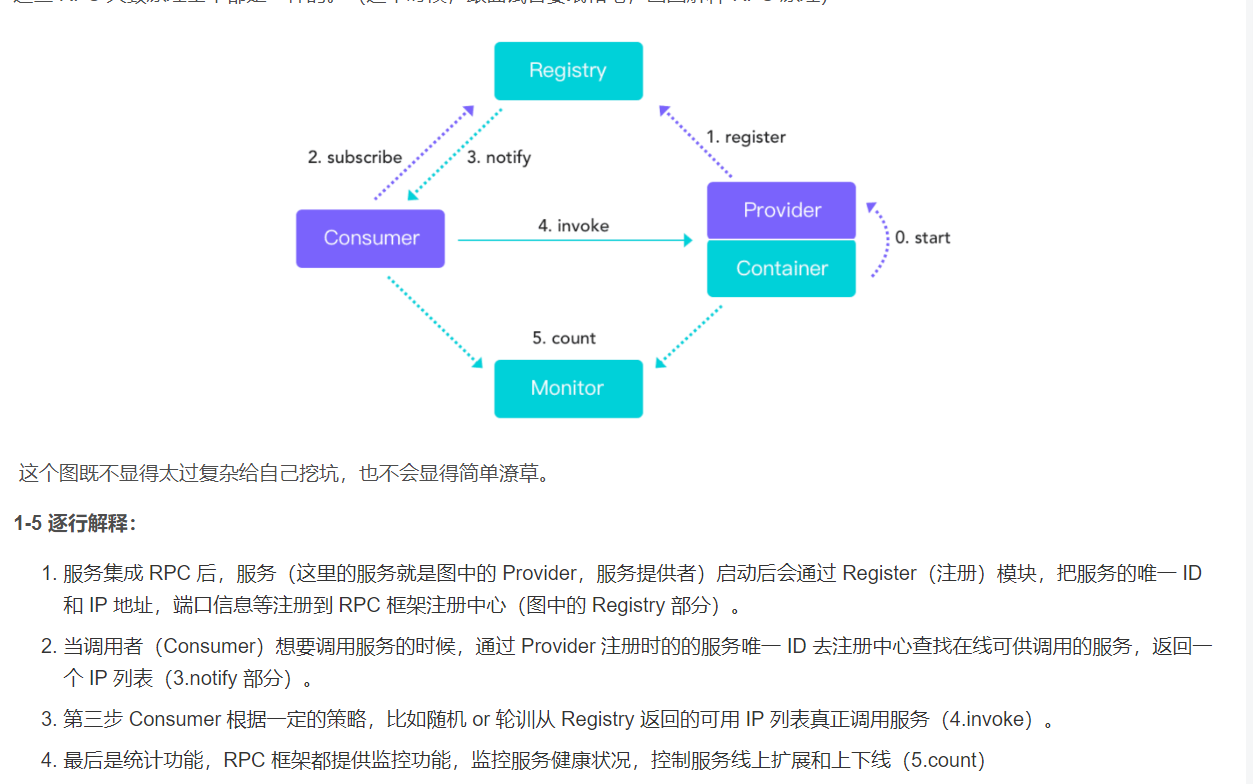 Registry
1. register
2. subscribe
3. notify
Provider
4. invoke
Consumer
0. start
Container
5. count
Monitor
这个图既不显得太过复杂给自己挖坑，也不会显得简单潦草。
1-5 逐行解释：
1. 服务集成 RPC 后，服务（这里的服务就是图中的 Provider，服务提供者）启动后会通过 Register（注册）模块，把服务的唯一 ID
和 IP 地址，端口信息等注册到 RPC 框架注册中心（图中的 Registry 部分）。
2. 当调用者（Consumer）想要调用服务的时候，通过 Provider 注册时的的服务唯一 ID 去注册中心查找在线可供调用的服务，返回一
个 IP 列表（3.notify 部分）。
3. 第三步 Consumer 根据一定的策略，比如随机 or 轮训从 Registry 返回的可用 IP 列表真正调用服务（4.invoke）。
4. 最后是统计功能，RPC 框架都提供监控功能，监控服务健康状况，控制服务线上扩展和上下线（5.count）